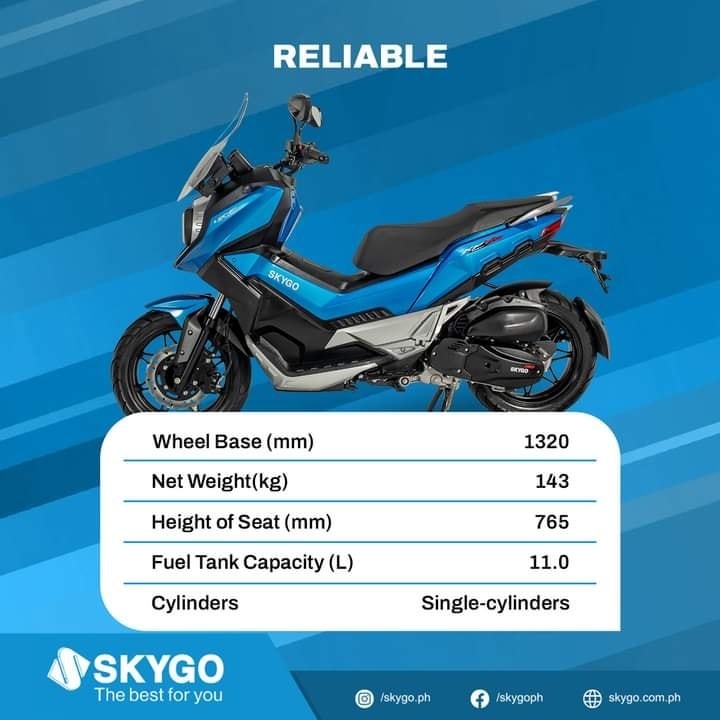 RELIABLE
SKYGO
SKYGO
Wheel Base (mm) 1320
Net Weight(kg) 143
Height of Seat (mm) 765
Fuel Tank Capacity (L) 11.0
Cylinders Single-cylinders
SKYGO
The best for you
/skygo.ph /skygoph skygo.com.ph